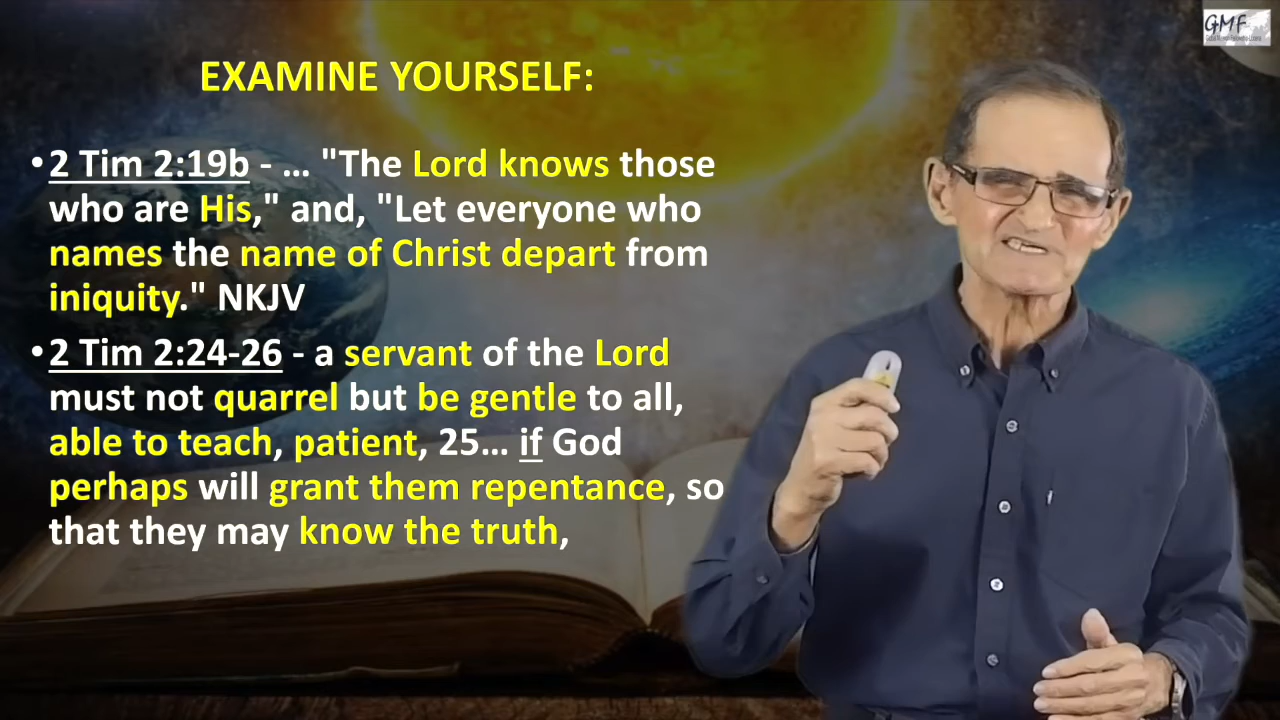 GMF
EXAMINE YOURSELF:
• 2 Tim 2:19b - … "The Lord knows those
who are His," and, "Let everyone who
names the name of Christ depart from
iniquity." NKJV
• 2 Tim 2:24-26 - a servant of the Lord
must not quarrel but be gentle to all,
able to teach, patient, 25… if God
perhaps will grant them repentance, so
that they may know the truth,